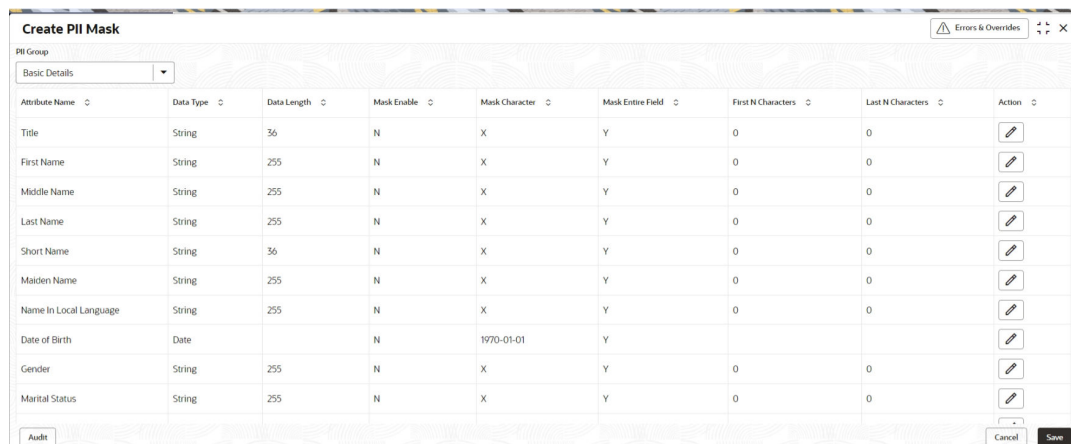 Create PII Mask
Errors & Overrides
PII Group
Basic Details
Attribute Name Data Type Data Length Mask Enable Mask Character Mask Entire Field First N Characters Last N Characters Action
Title String 36 N X Y 0 0
First Name String 255 N X Y 0 0
Middle Name String 255 N X Y 0 0
Last Name String 255 N X Y 0 0
Short Name String 36 N X Y 0 0
Maiden Name String 255 N X Y 0 0
Name In Local Language String 255 N X Y 0 0
Date of Birth Date N 1970-01-01 Y
Gender String 255 N X Y 0 0
Marital Status String 255 N X Y 0 0
Audit Cancel Save